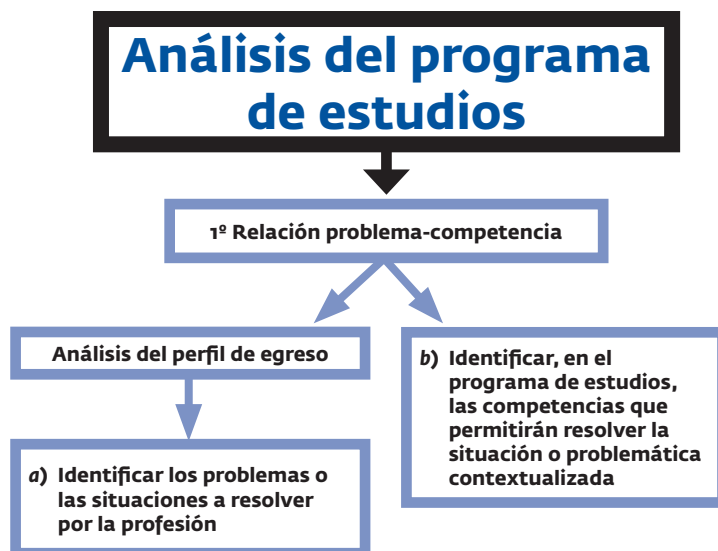 Análisis del programa
de estudios
1º Relación problema-competencia
Análisis del perfil de egreso
a) Identificar los problemas o
las situaciones a resolver
por la profesión
b) Identificar, en el
programa de estudios,
las competencias que
permitirán resolver la
situación o problemática
contextualizada